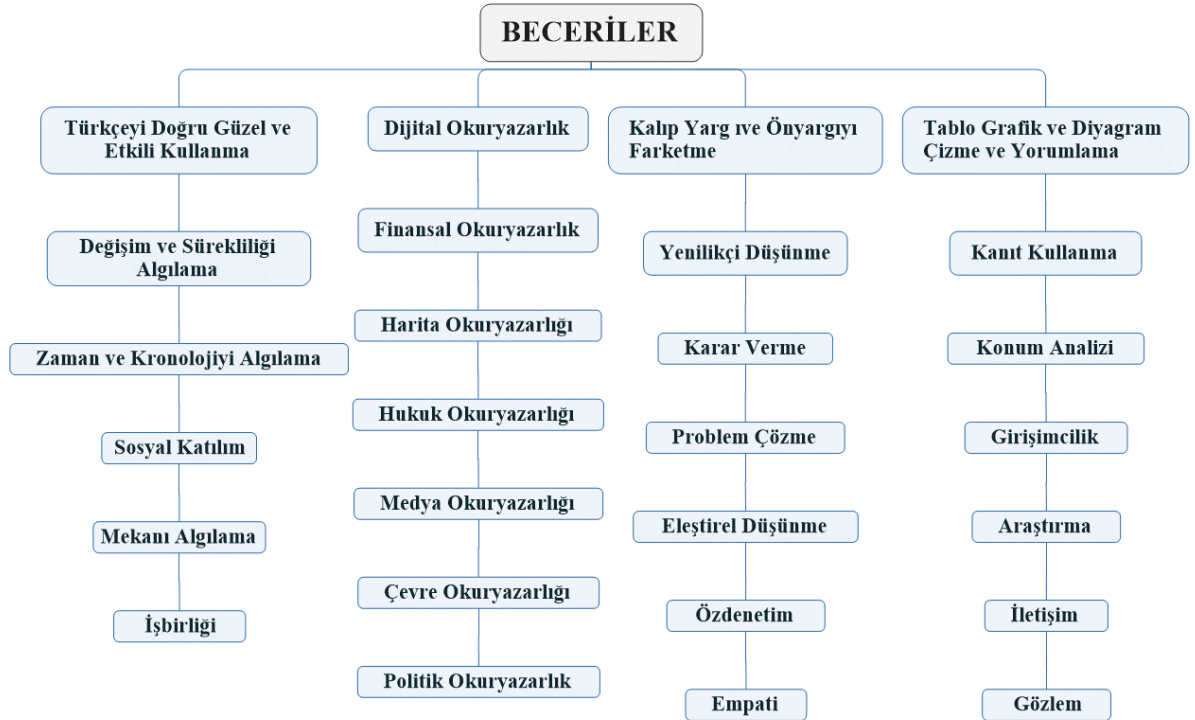 BECERİLER
Türkçeyi Doğru Güzel ve
Etkili Kullanma
Değişim ve Sürekliliği
Algılama
Zaman ve Kronolojiyi Algılama
Sosyal Katılım
Mekanı Algılama
İşbirliği
Dijital Okuryazarlık
Finansal Okuryazarlık
Harita Okuryazarlığı
Hukuk Okuryazarlığı
Medya Okuryazarlığı
Çevre Okuryazarlığı
Politik Okuryazarlık
Kalıp Yarg ıve Önyargıyı
Farketme
Yenilikçi Düşünme
Karar Verme
Problem Çözme
Eleştirel Düşünme
Özdenetim
Empati
Tablo Grafik ve Diyagram
Çizme ve Yorumlama
Kanıt Kullanma
Konum Analizi
Girişimcilik
Araştırma
İletişim
Gözlem